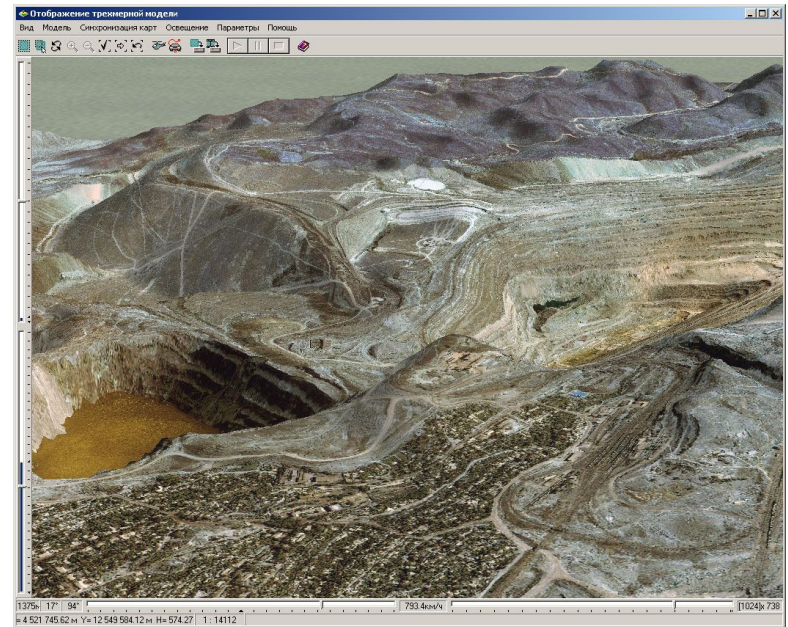 Отображение трехмерной модели
Вид Модель Синхронизация карт Освещение Параметры Помощь
1375м 17° 94° 793.4км/ч [1024]x 738
= 4 521 745.62 м Y= 12 549 584.12 м H= 574.27 1 : 14112